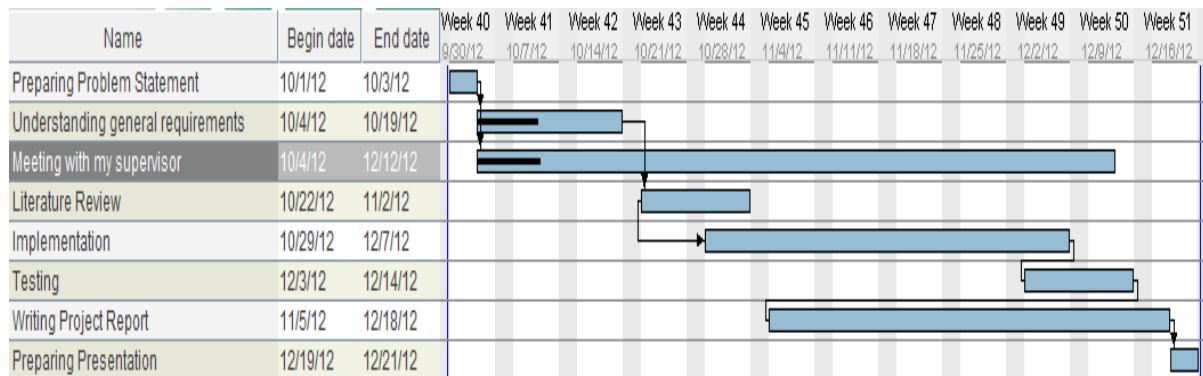 Name Begin date End date
Week 40 Week 41 Week 42 Week 43 Week 44 Week 45 Week 46 Week 47 Week 48 Week 49 Week 50 Week 51
9/30/12 10/7/12 10/14/12 10/21/12 10/28/12 11/4/12 11/11/12 11/18/12 11/25/12 12/2/12 12/9/12 12/16/12
Preparing Problem Statement 10/1/12 10/3/12
Understanding general requirements 10/4/12 10/19/12
Meeting with my supervisor 10/4/12 12/12/12
Literature Review 10/22/12 11/2/12
Implementation 10/29/12 12/7/12
Testing 12/3/12 12/14/12
Writing Project Report 11/5/12 12/18/12
Preparing Presentation 12/19/12 12/21/12